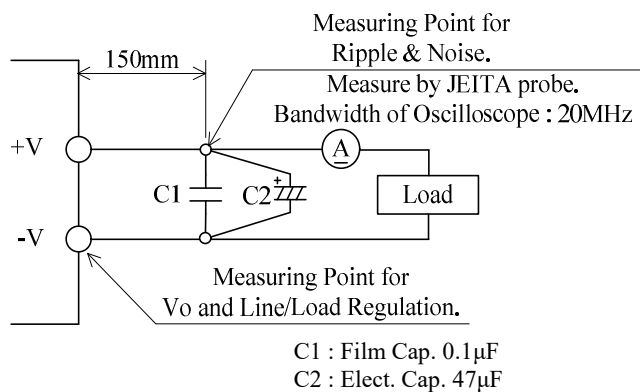 Measuring Point for
Ripple & Noise.
150mm
Measure by JEITA probe.
Bandwidth of Oscilloscope : 20MHz
+V
A
C1
C2
+
Load
-V
Measuring Point for
Vo and Line/Load Regulation.
C1 : Film Cap. 0.1μF
C2 : Elect. Cap. 47μF